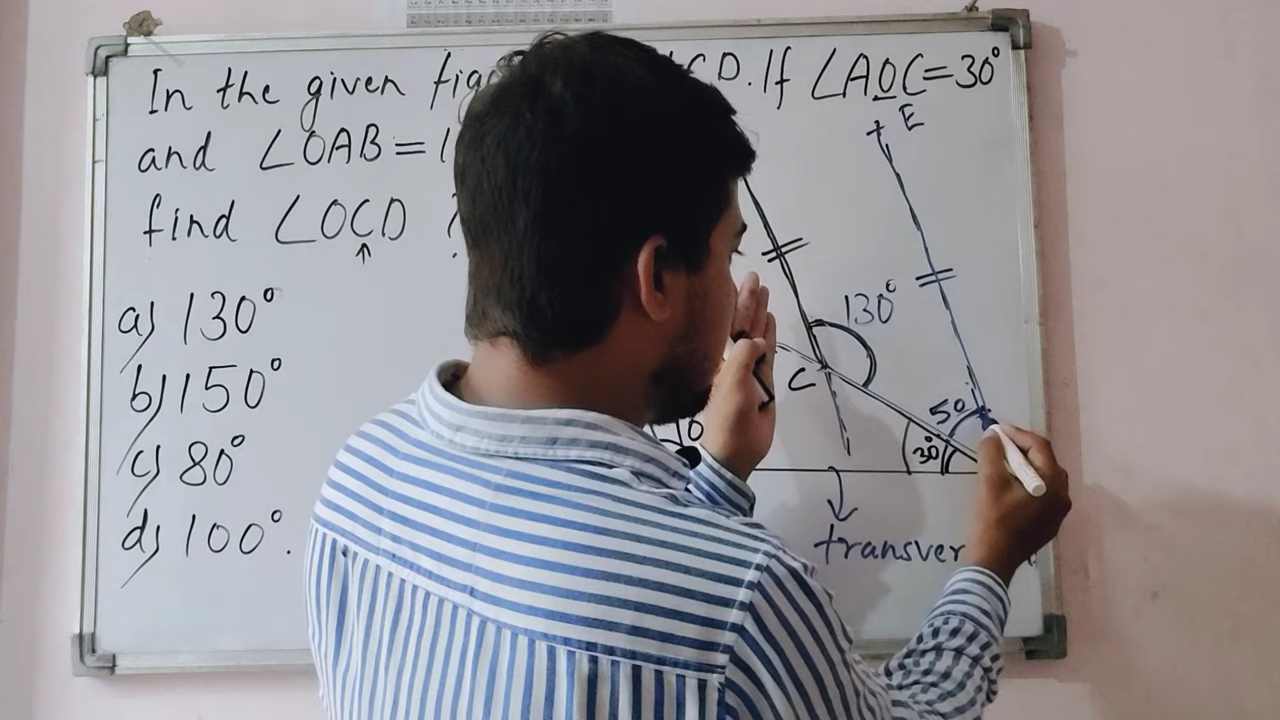 In the given CD. If ∠AOC=30°
and ∠OAB=1
find ∠OCD ?
a) 130°
b) 150°
c) 80°
d) 100°.
E
130°
C
50
30°
transver